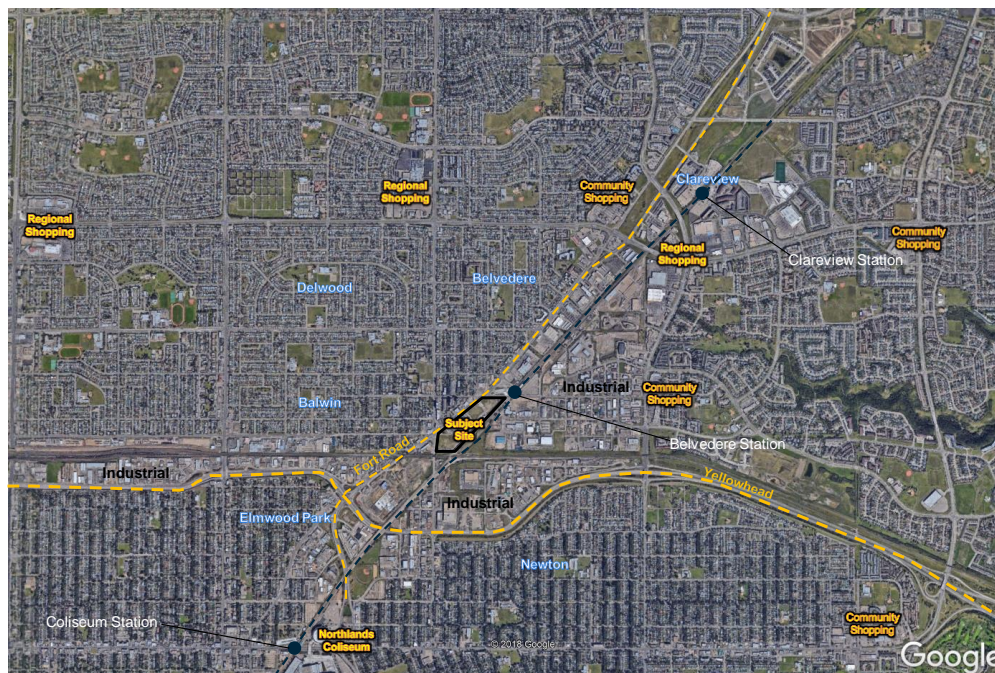 Clareview
Regional
Shopping
Community
Shopping
Regional
Shopping
Community
Shopping
Regional
Shopping
Clareview Station
Belvedere
Delwood
Industrial
Community
Shopping
Balwin
Subject
Site
Belvedere Station
Fort Road
Industrial
Yellowhead
Industrial
Elmwood Park
Newton
Coliseum Station
Northlands
Coliseum
Community
Shopping
© 2018 Google
Google